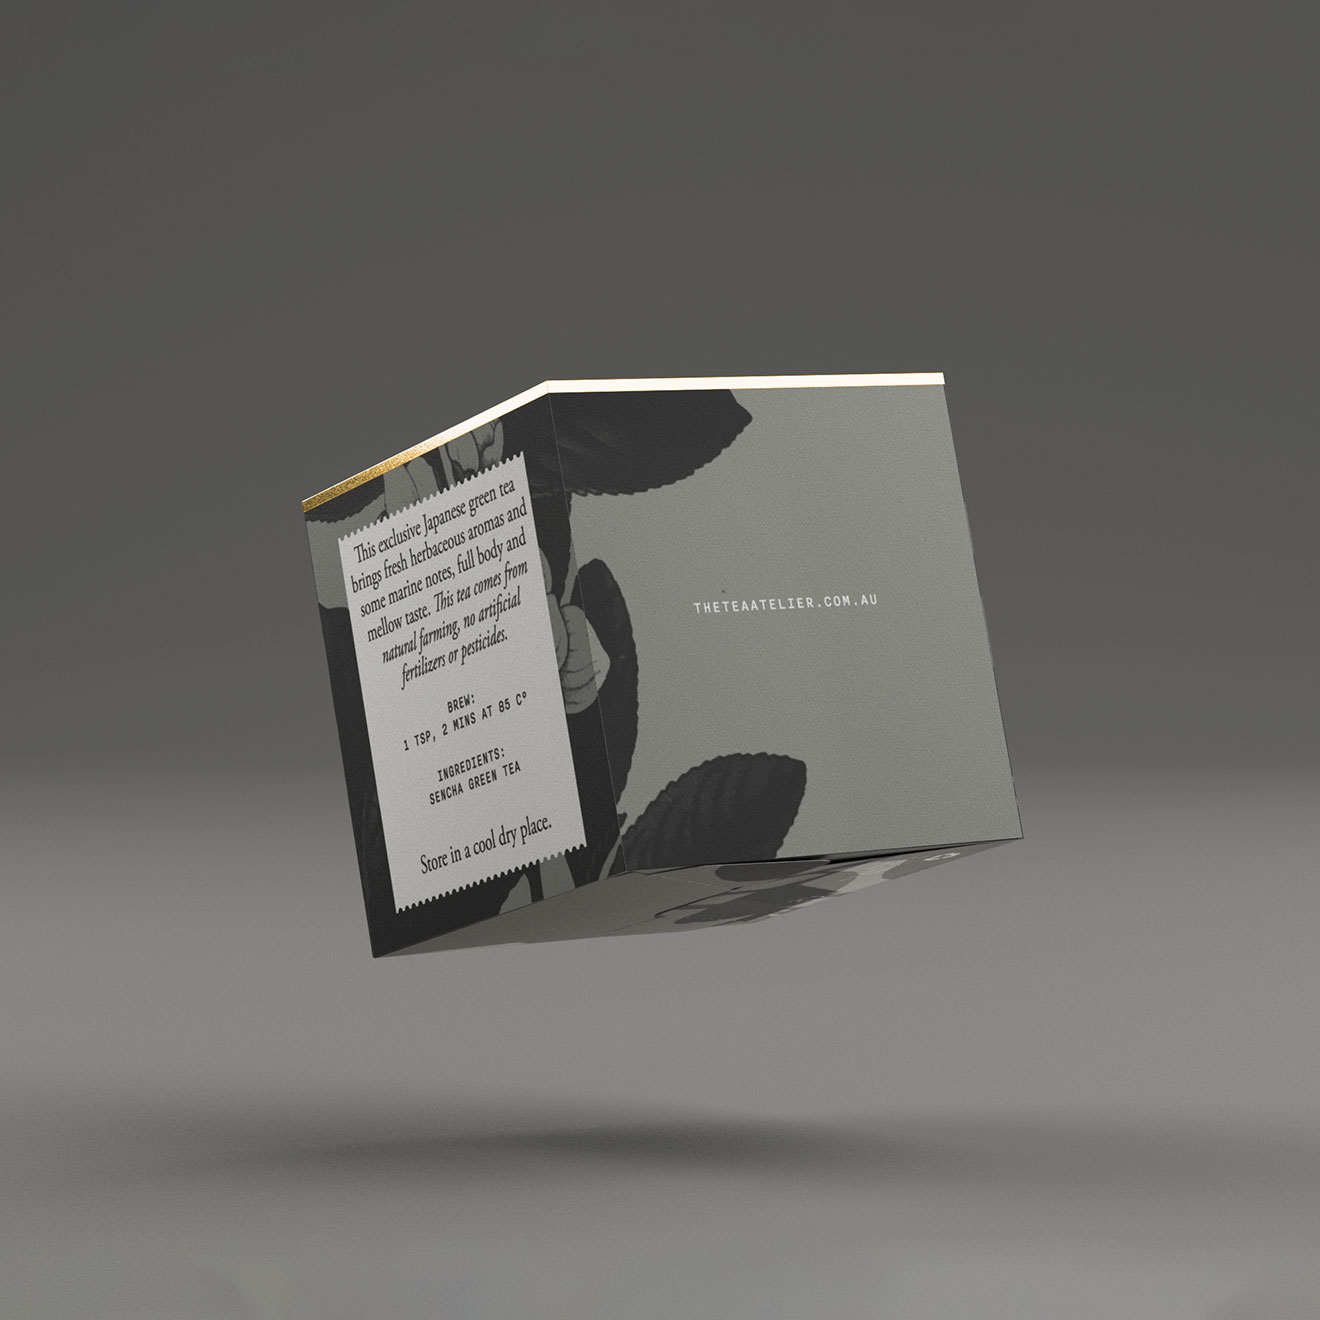 This exclusive Japanese green tea
brings fresh herbaceous aromas and
some marine notes, full body and
mellow taste. This tea comes from
natural farming, no artificial
fertilizers or pesticides.
BREW:
1 TSP, 2 MINS AT 85 C°
INGREDIENTS:
SENCHA GREEN TEA
Store in a cool dry place.
THETEAATELIER.COM.AU